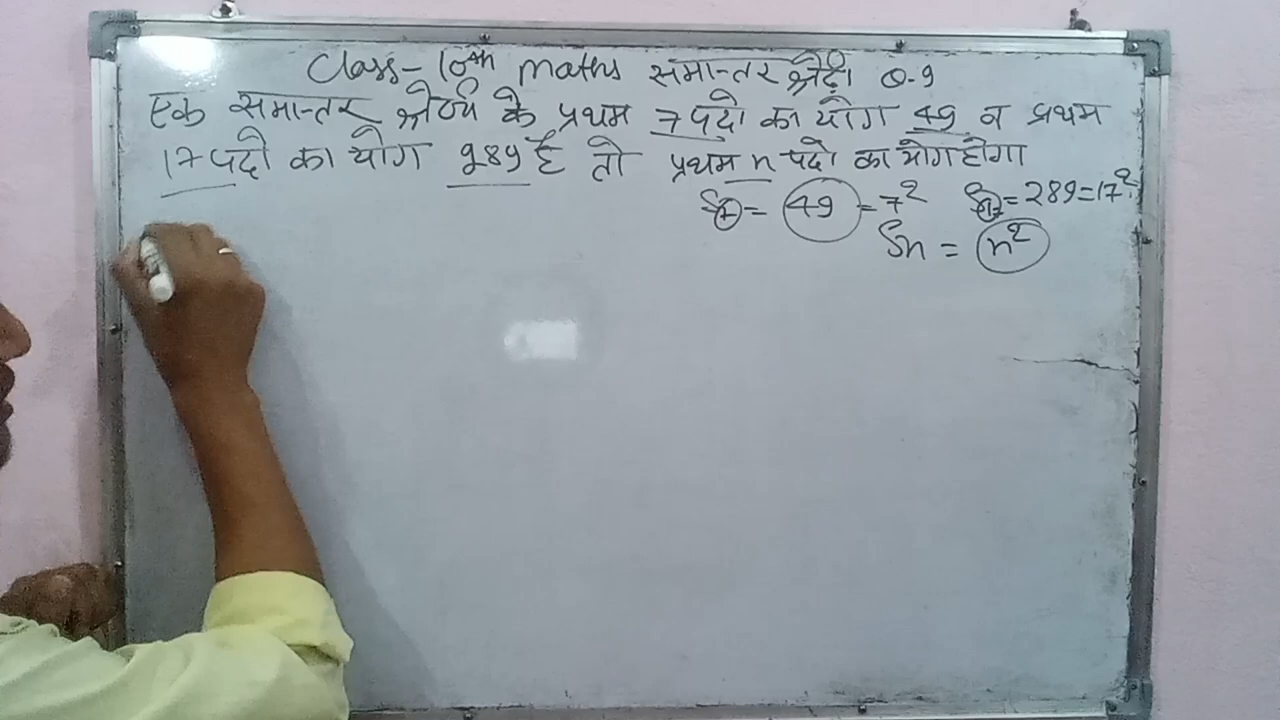 Class-10th maths समान्तर श्रेढ़ी Q-9
एक समान्तर श्रेढ़ी के प्रथम 7 पदो का योग 49 व प्रथम
17 पदो का योग 289 है तो प्रथम n पदो का योग होगा
S7 = 49 = 7² S17 = 289 = 17²
Sn = n²